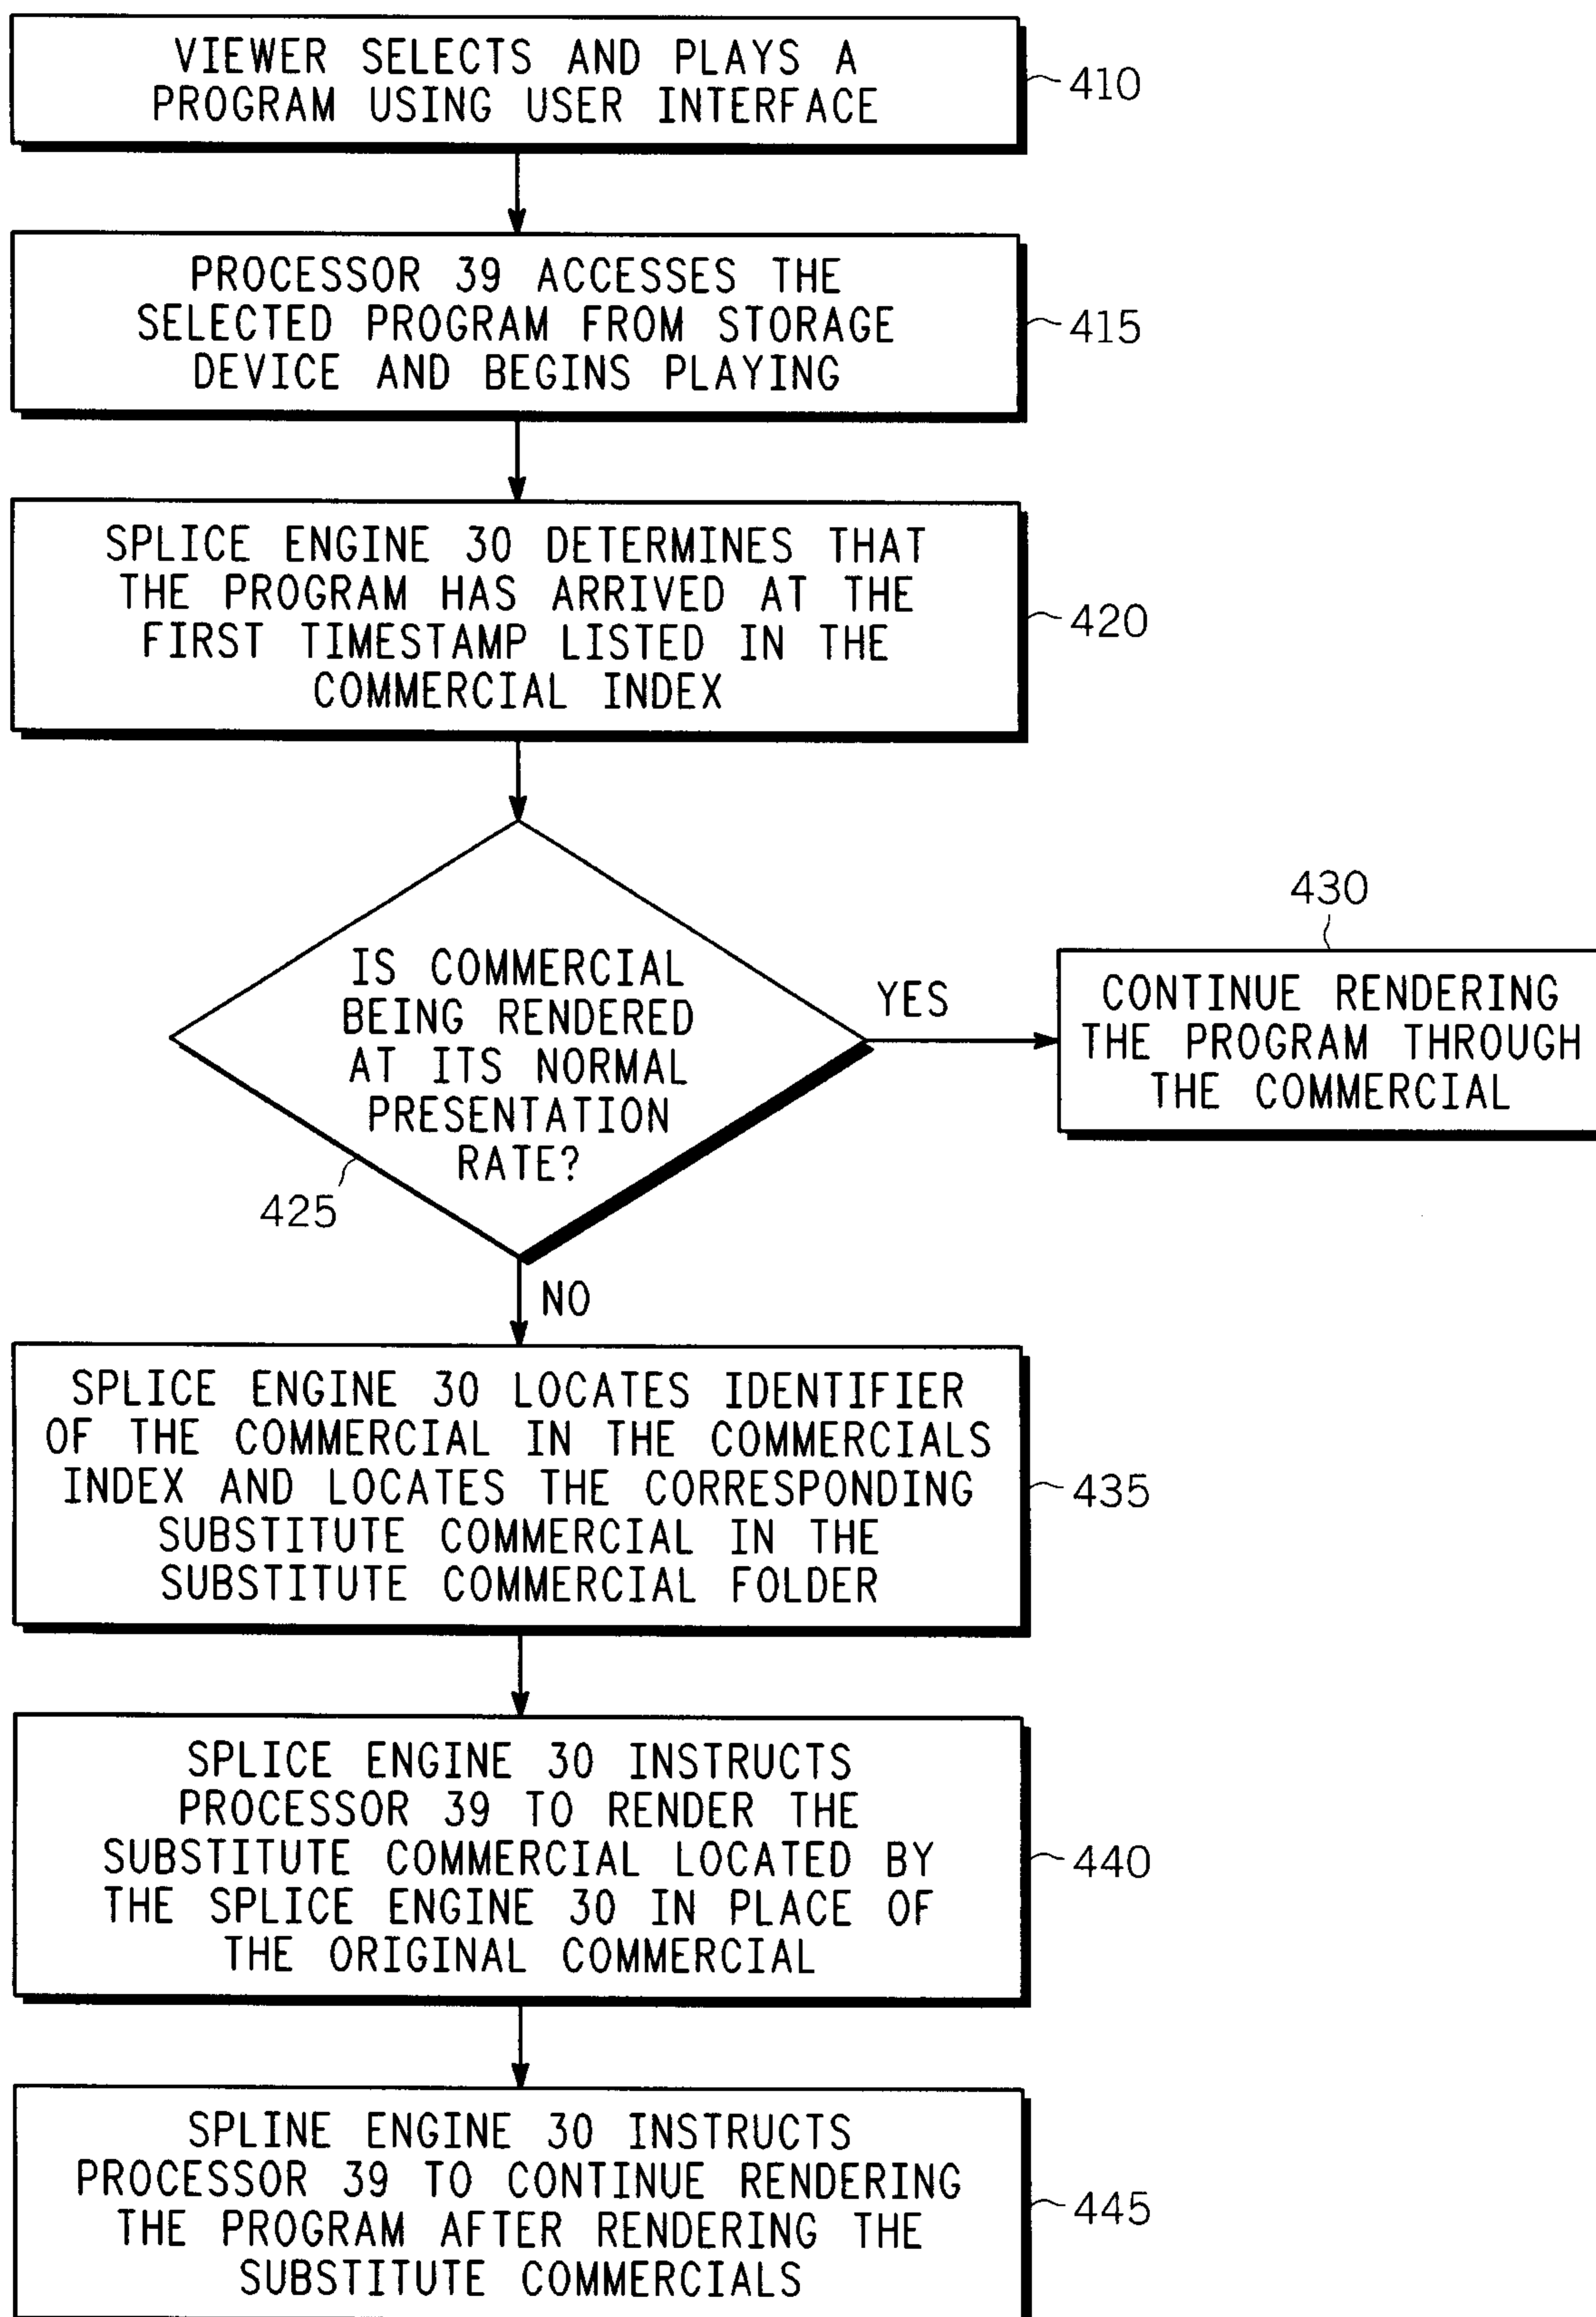 VIEWER SELECTS AND PLAYS A
PROGRAM USING USER INTERFACE
410
PROCESSOR 39 ACCESSES THE
SELECTED PROGRAM FROM STORAGE
DEVICE AND BEGINS PLAYING
415
SPLICE ENGINE 30 DETERMINES THAT
THE PROGRAM HAS ARRIVED AT THE
FIRST TIMESTAMP LISTED IN THE
COMMERCIAL INDEX
420
IS COMMERCIAL
BEING RENDERED
AT ITS NORMAL
PRESENTATION
RATE?
425
YES
430
CONTINUE RENDERING
THE PROGRAM THROUGH
THE COMMERCIAL
NO
SPLICE ENGINE 30 LOCATES IDENTIFIER
OF THE COMMERCIAL IN THE COMMERCIALS
INDEX AND LOCATES THE CORRESPONDING
SUBSTITUTE COMMERCIAL IN THE
SUBSTITUTE COMMERCIAL FOLDER
435
SPLICE ENGINE 30 INSTRUCTS
PROCESSOR 39 TO RENDER THE
SUBSTITUTE COMMERCIAL LOCATED BY
THE SPLICE ENGINE 30 IN PLACE OF
THE ORIGINAL COMMERCIAL
440
SPLINE ENGINE 30 INSTRUCTS
PROCESSOR 39 TO CONTINUE RENDERING
THE PROGRAM AFTER RENDERING THE
SUBSTITUTE COMMERCIALS
445